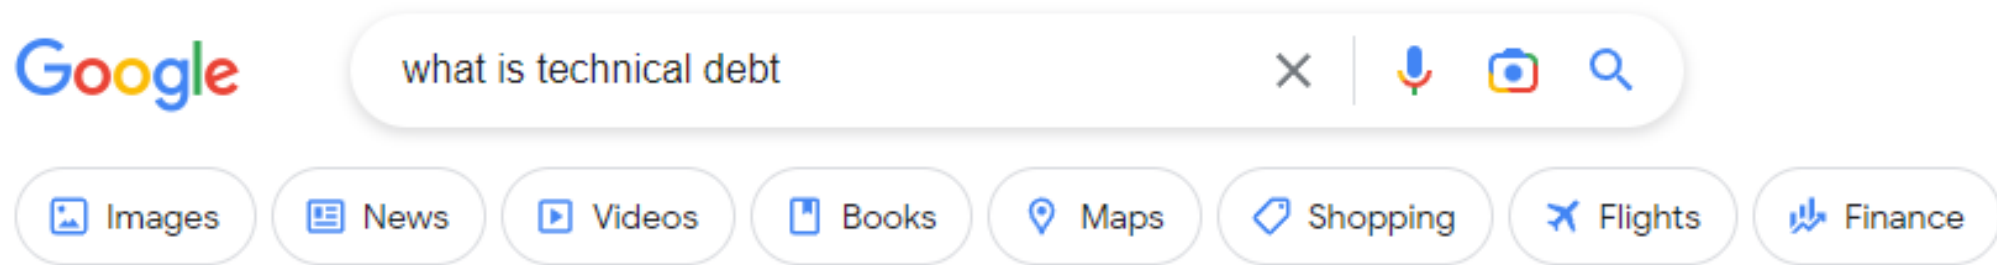 Google what is technical debt
Images News Videos Books Maps Shopping Flights Finance